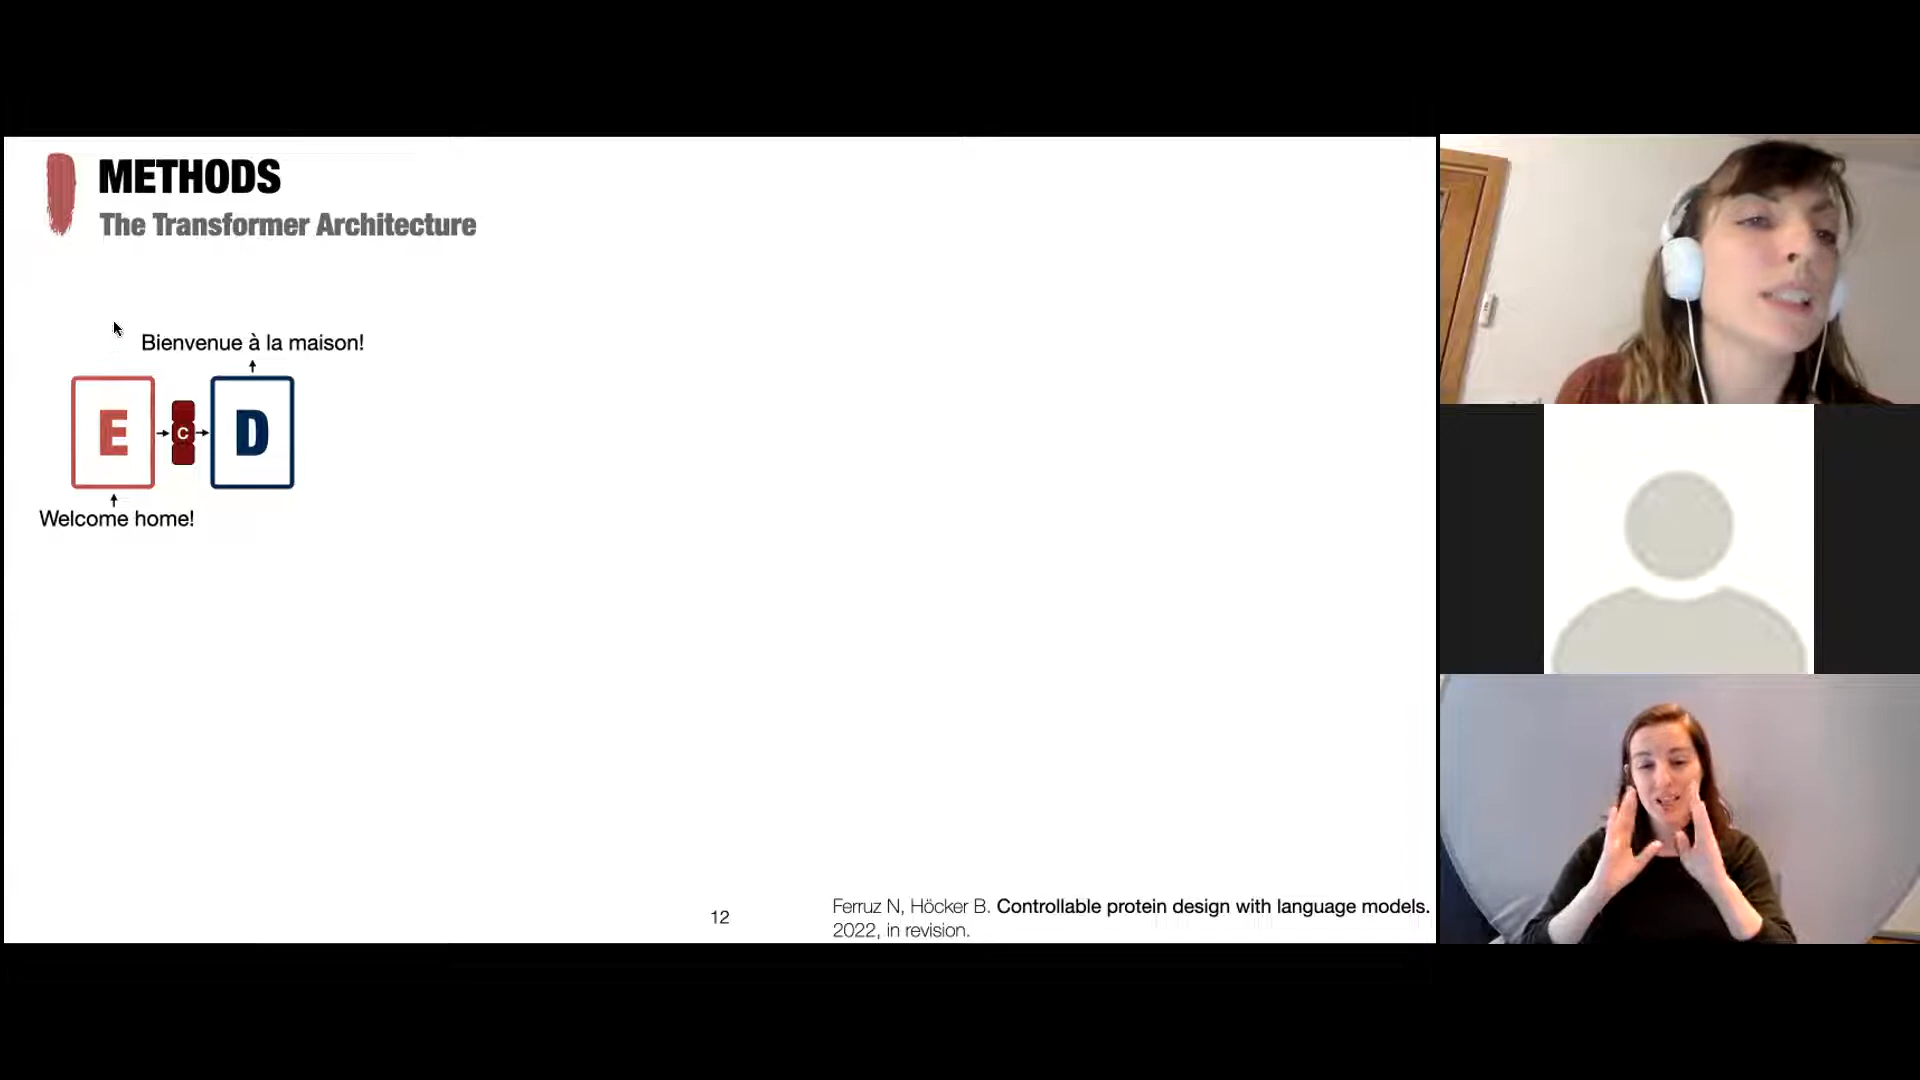 METHODS
The Transformer Architecture
Bienvenue à la maison!
E
C
D
Welcome home!
12
Ferruz N, Höcker B. Controllable protein design with language models.
2022, in revision.